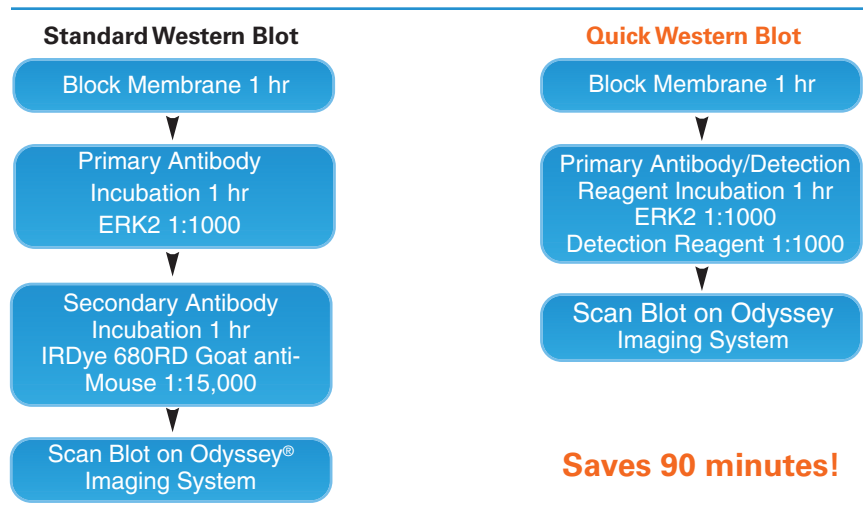 Standard Western Blot
Block Membrane 1 hr
Primary Antibody
Incubation 1 hr
ERK2 1:1000
Secondary Antibody
Incubation 1 hr
IRDye 680RD Goat anti-
Mouse 1:15,000
Scan Blot on Odyssey®
Imaging System
Quick Western Blot
Block Membrane 1 hr
Primary Antibody/Detection
Reagent Incubation 1 hr
ERK2 1:1000
Detection Reagent 1:1000
Scan Blot on Odyssey
Imaging System
Saves 90 minutes!